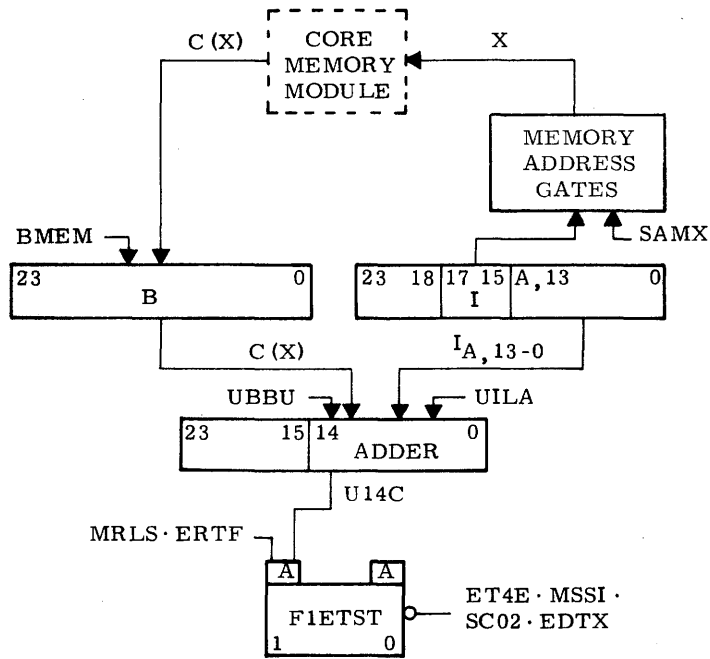 C(X)
CORE
MEMORY
MODULE
X
MEMORY
ADDRESS
GATES
BMEM
SAMX
23 0
B
23 18 17 15 A,13 0
I
C(X)
IA,13-0
UBBU
UILA
23 15 14 0
ADDER
U14C
MRLS·ERTF
A A
F1ETST
1 0
ET4E·MSSI·
SC02·EDTX